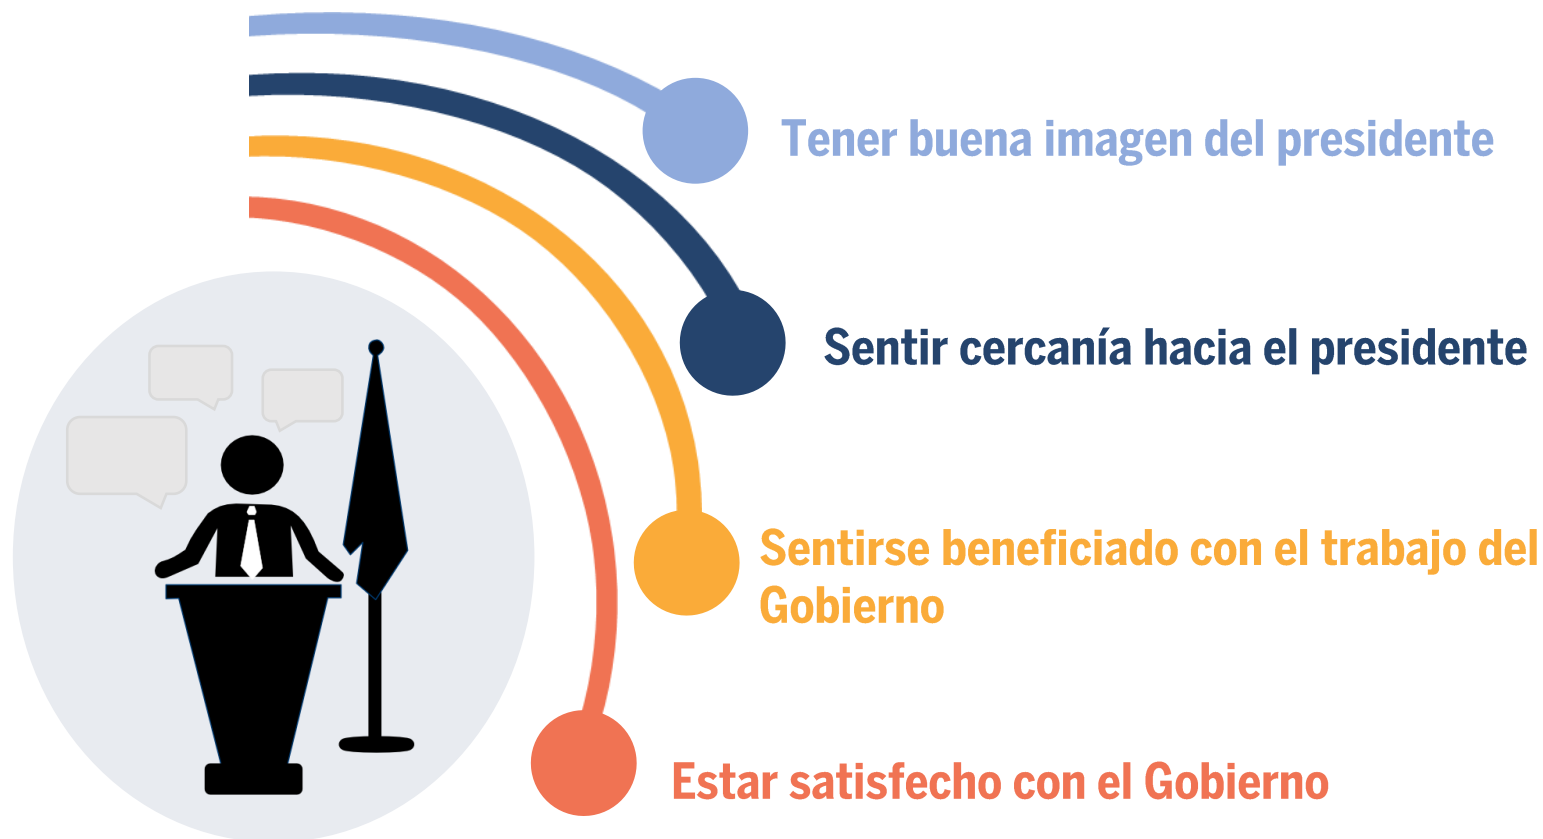 Tener buena imagen del presidente
Sentir cercanía hacia el presidente
Sentirse beneficiado con el trabajo del
Gobierno
Estar satisfecho con el Gobierno